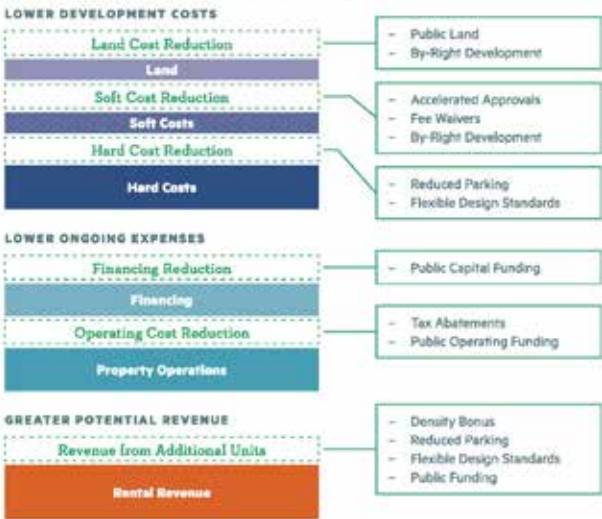 LOWER DEVELOPMENT COSTS
Land Cost Reduction
- Public Land
- By-Right Development
Land
Soft Cost Reduction
- Accelerated Approvals
- Fee Waivers
- By-Right Development
Soft Costs
Hard Cost Reduction
- Reduced Parking
- Flexible Design Standards
Hard Costs
LOWER ONGOING EXPENSES
Financing Reduction
- Public Capital Funding
Financing
Operating Cost Reduction
- Tax Abatements
- Public Operating Funding
Property Operations
GREATER POTENTIAL REVENUE
Revenue from Additional Units
- Density Bonus
- Reduced Parking
- Flexible Design Standards
- Public Funding
Rental Revenue